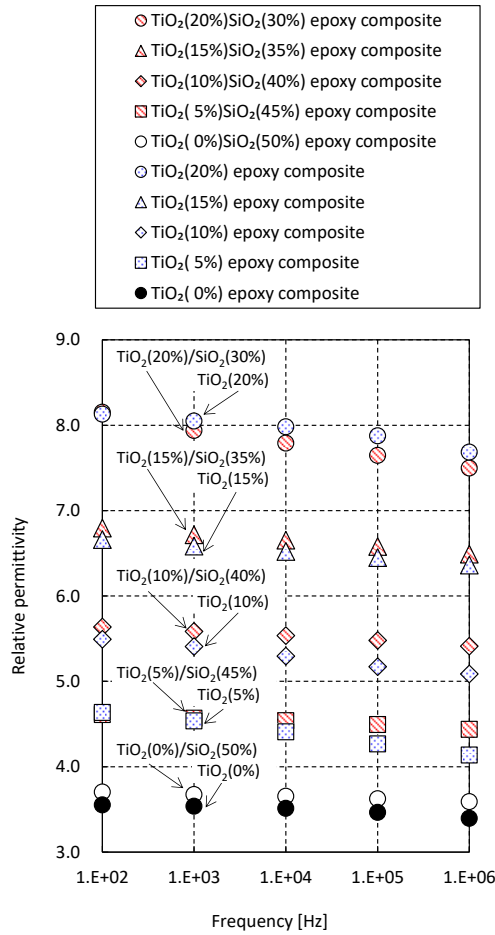 TiO₂(20%)SiO₂(30%) epoxy composite
TiO₂(15%)SiO₂(35%) epoxy composite
TiO₂(10%)SiO₂(40%) epoxy composite
TiO₂( 5%)SiO₂(45%) epoxy composite
TiO₂( 0%)SiO₂(50%) epoxy composite
TiO₂(20%) epoxy composite
TiO₂(15%) epoxy composite
TiO₂(10%) epoxy composite
TiO₂( 5%) epoxy composite
TiO₂( 0%) epoxy composite
9.0
TiO₂(20%)/SiO₂(30%)
TiO₂(20%)
8.0
TiO₂(15%)/SiO₂(35%)
TiO₂(15%)
7.0
TiO₂(10%)/SiO₂(40%)
TiO₂(10%)
6.0
TiO₂(5%)/SiO₂(45%)
TiO₂(5%)
5.0
TiO₂(0%)/SiO₂(50%)
TiO₂(0%)
4.0
3.0
Relative permittivity
1.E+02 1.E+03 1.E+04 1.E+05 1.E+06
Frequency [Hz]